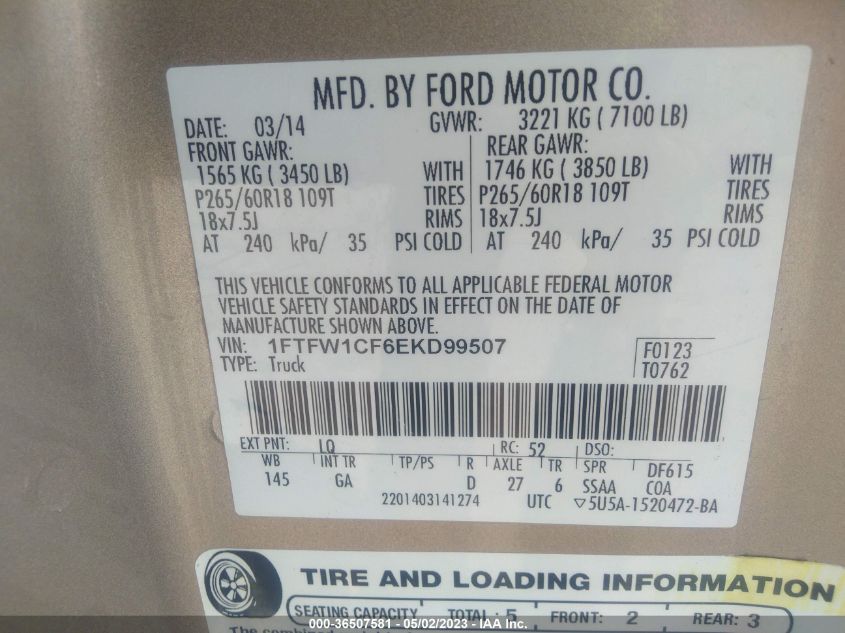 MFD. BY FORD MOTOR CO.
DATE: 03/14 GVWR: 3221 KG ( 7100 LB)
FRONT GAWR: REAR GAWR:
1565 KG ( 3450 LB) WITH 1746 KG ( 3850 LB) WITH
P265/60R18 109T TIRES P265/60R18 109T TIRES
18x7.5J RIMS 18x7.5J RIMS
AT 240 kPa/ 35 PSI COLD AT 240 kPa/ 35 PSI COLD
THIS VEHICLE CONFORMS TO ALL APPLICABLE FEDERAL MOTOR
VEHICLE SAFETY STANDARDS IN EFFECT ON THE DATE OF
MANUFACTURE SHOWN ABOVE.
VIN: 1FTFW1CF6EKD99507 F0123
TYPE: Truck T0762
EXT PNT: LQ RC: 52 DSO:
WB INT TR TP/PS R AXLE TR SPR DF615
145 GA D 27 6 SSAA COA
2201403141274 UTC ▽5U5A-1520472-BA
TIRE AND LOADING INFORMATION
SEATING CAPACITY TOTAL : 5 FRONT: 2 REAR: 3
The combined
000-36507581 - 05/02/2023 - IAA Inc.